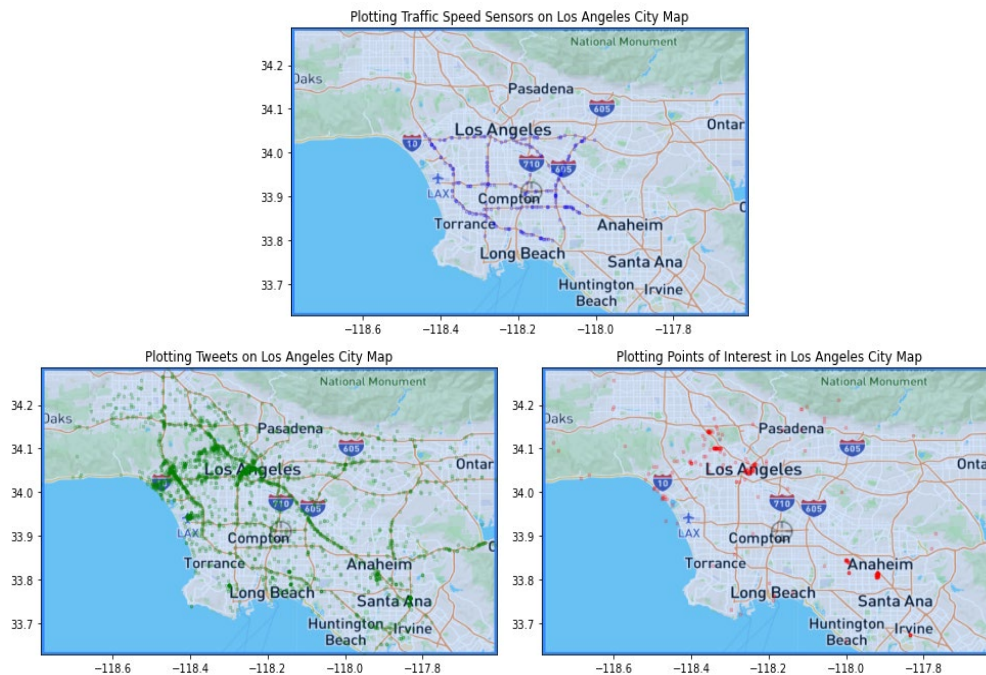 Plotting Traffic Speed Sensors on Los Angeles City Map
National Monument
34.2
Oaks
Pasadena
34.1
605
Los Angeles
Ontar
10
34.0
710
605
LAX
33.9
Compton
Torrance
Anaheim
33.8
Long Beach
Santa Ana
33.7
Huntington
Beach
Irvine
−118.6
−118.4
−118.2
−118.0
−117.8
Plotting Tweets on Los Angeles City Map
National Monument
34.2
Oaks
Pasadena
34.1
605
Los Angeles
Ontar
34.0
710
605
LAX
33.9
Compton
Torrance
Anaheim
33.8
Long Beach
Santa Ana
33.7
Huntington
Beach
Irvine
−118.6
−118.4
−118.2
−118.0
−117.8
Plotting Points of Interest in Los Angeles City Map
National Monument
34.2
Oaks
Pasadena
34.1
605
Los Angeles
Onta
10
34.0
710
605
LAX
33.9
Compton
Torrance
Anaheim
33.8
Long Beach
Santa Ana
33.7
Huntington
Beach
Irvine
−118.6
−118.4
−118.2
−118.0
−117.8